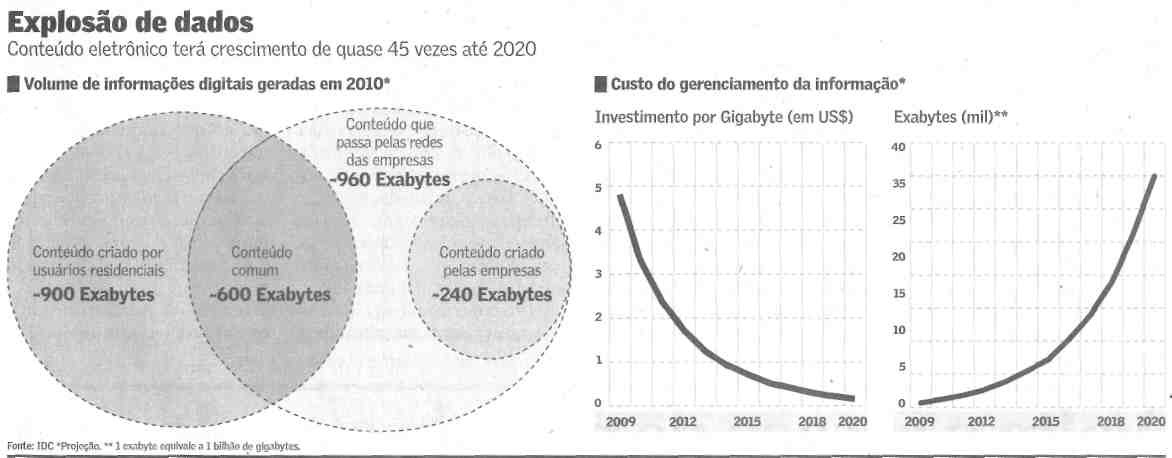 Explosão de dados
Conteúdo eletrônico terá crescimento de quase 45 vezes até 2020
Volume de informações digitais geradas em 2010*
Conteúdo criado por
usuários residenciais
~900 Exabytes
Conteúdo
comum
~600 Exabytes
Conteúdo que
passa pelas redes
das empresas
~960 Exabytes
Conteúdo criado
pelas empresas
~240 Exabytes
Custo do gerenciamento da informação*
Investimento por Gigabyte (em US$)
6
5
4
3
2
1
0
2009 2012 2015 2018 2020
Exabytes (mil)**
40
35
25
20
15
10
5
0
2009 2012 2015 2018 2020
Fonte: IDC *Projeção. ** 1 exabyte equivale a 1 bilhão de gigabytes.